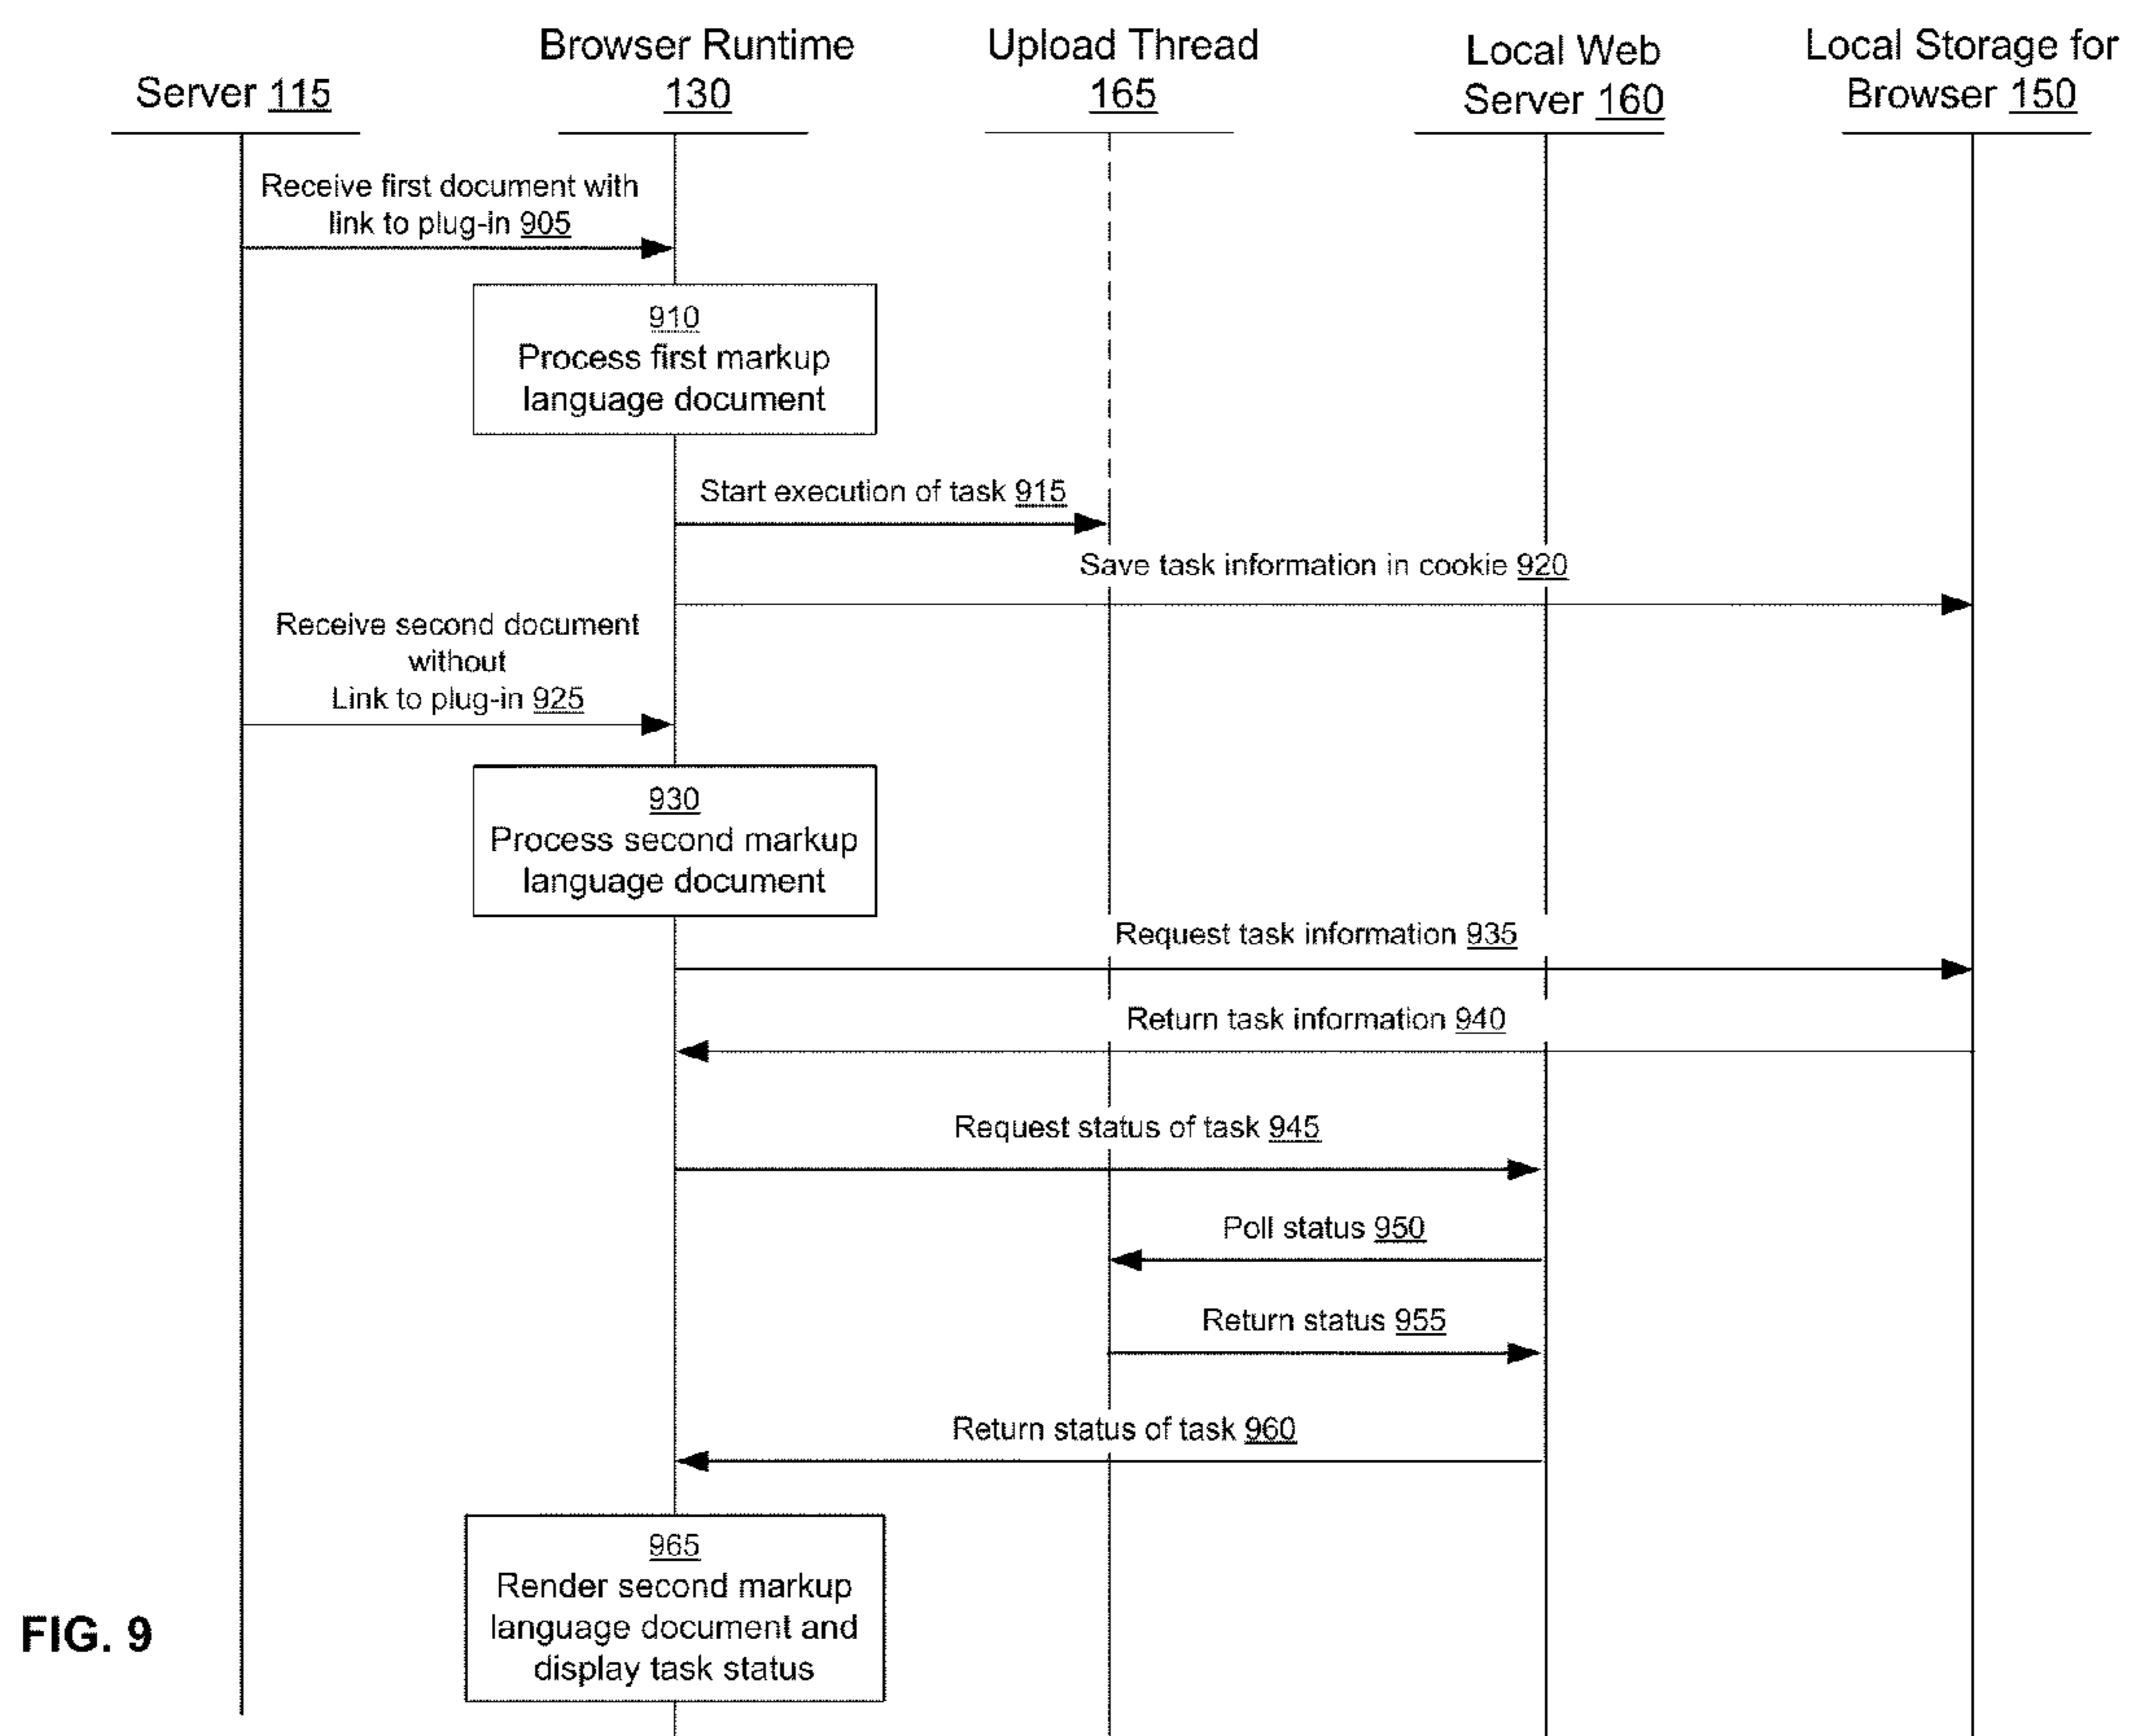 Server 115
Browser Runtime
130
Upload Thread
165
Local Web
Server 160
Local Storage for
Browser 150
Receive first document with
link to plug-in 905
910
Process first markup
language document
Start execution of task 915
Save task information in cookie 920
Receive second document
without
Link to plug-in 925
930
Process second markup
language document
Request task information 935
Return task information 940
Request status of task 945
Poll status 950
Return status 955
Return status of task 960
965
Render second markup
language document and
display task status
FIG. 9